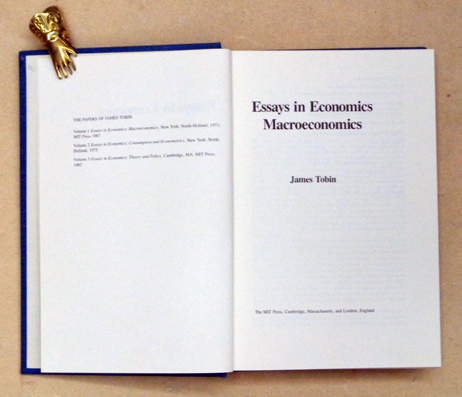 THE PAPERS OF JAMES TOBIN
Volume 1 Essays in Economics: Macroeconomics, New York: North-Holland, 1971;
MIT Press 1987
Volume 2 Essays in Economics: Consumption and Econometrics, New York: North
Holland, 1975
Volume 3 Essays in Economics: Theory and Policy, Cambridge, MA: MIT Press,
1982
Essays in Economics
Macroeconomics
James Tobin
The MIT Press, Cambridge, Massachusetts, and London, England